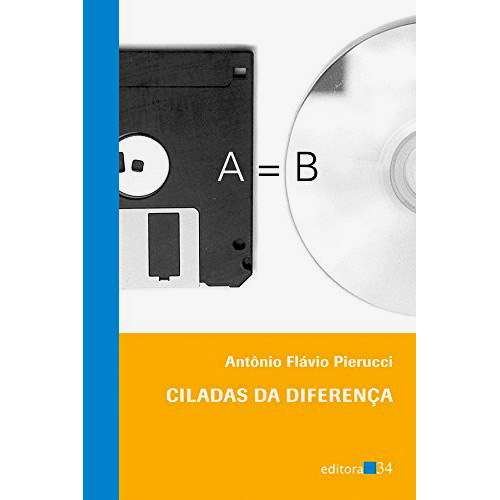 A = B
Antônio Flávio Pierucci
CILADAS DA DIFERENÇA
editora 34